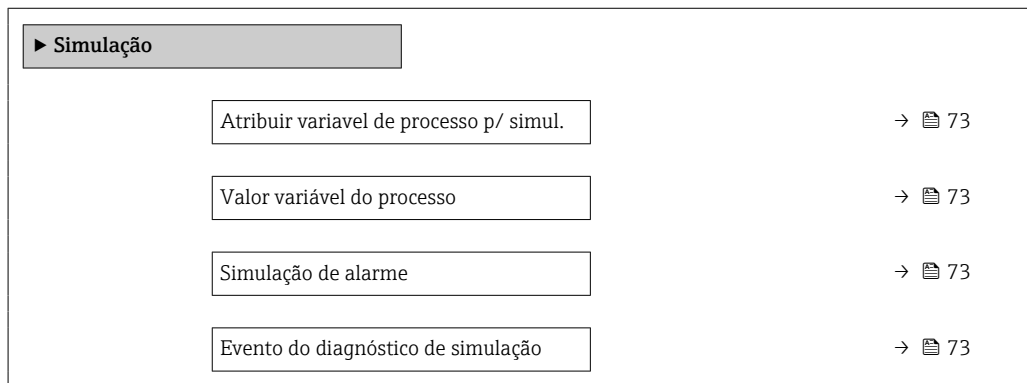 ▶ Simulação
Atribuir variavel de processo p/ simul. → 73
Valor variável do processo → 73
Simulação de alarme → 73
Evento do diagnóstico de simulação → 73